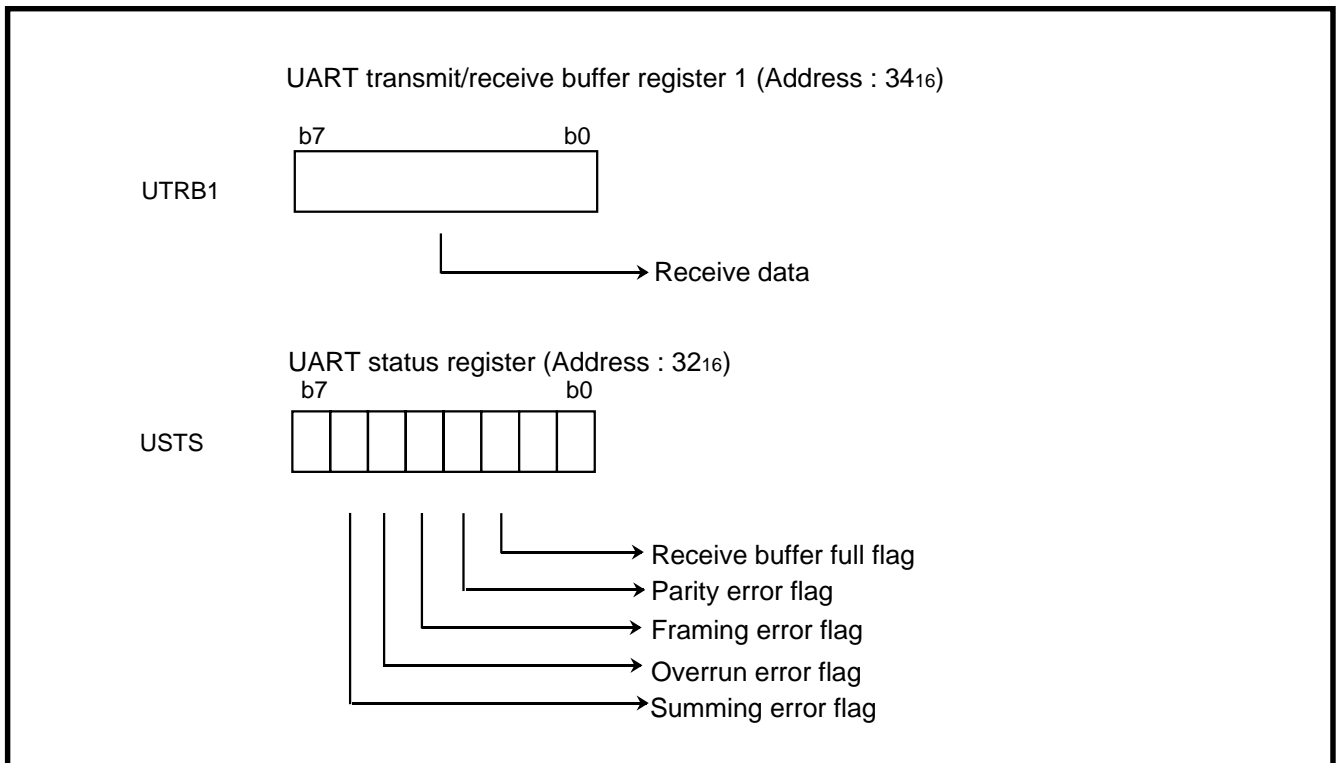 UART transmit/receive buffer register 1 (Address : 3416)
b7 b0
UTRB1
Receive data
UART status register (Address : 3216)
b7 b0
USTS
Receive buffer full flag
Parity error flag
Framing error flag
Overrun error flag
Summing error flag